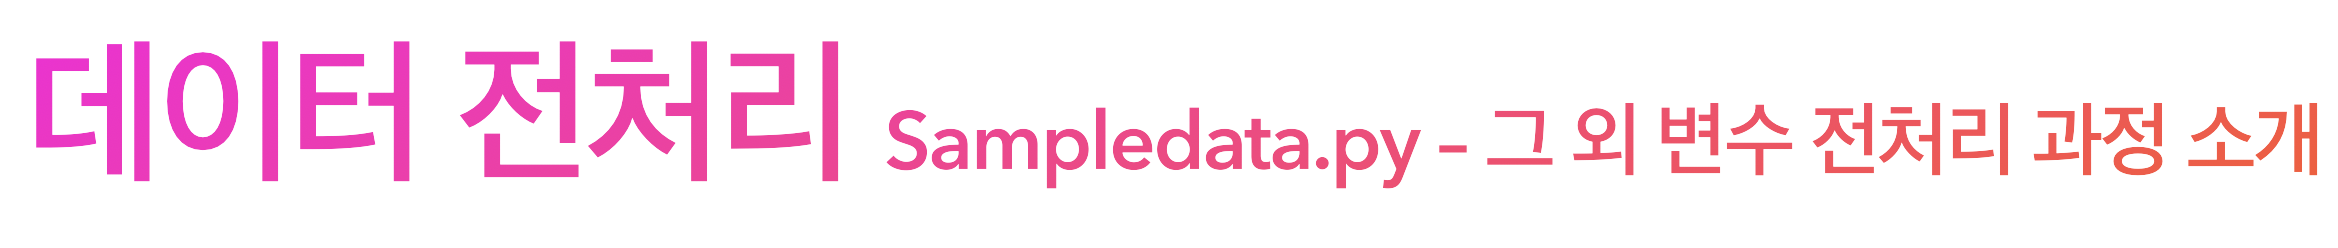 데이터 전처리 Sampledata.py - 그 외 변수 전처리 과정 소개